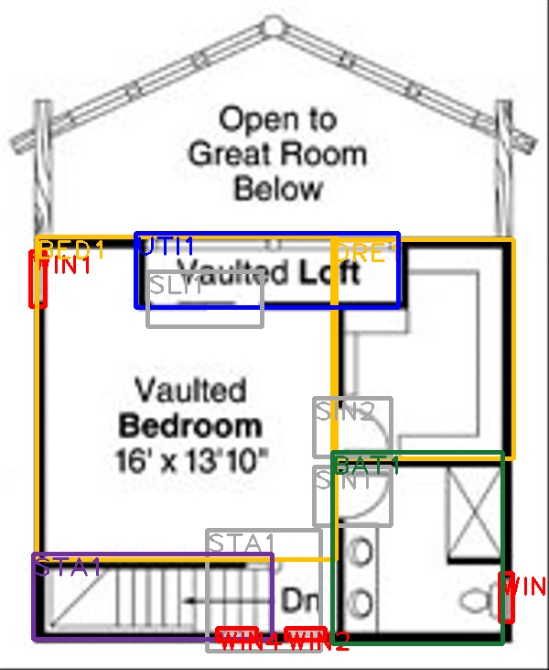 Open to
Great Room
Below
BED1
UTI1
DRE1
WIN1
Vaulted Loft
SLI1
Vaulted
Bedroom
16' x 13'10"
SIN2
BAT1
SIN1
STA1
STA1
Dn
WIN
WIN4
WIN2